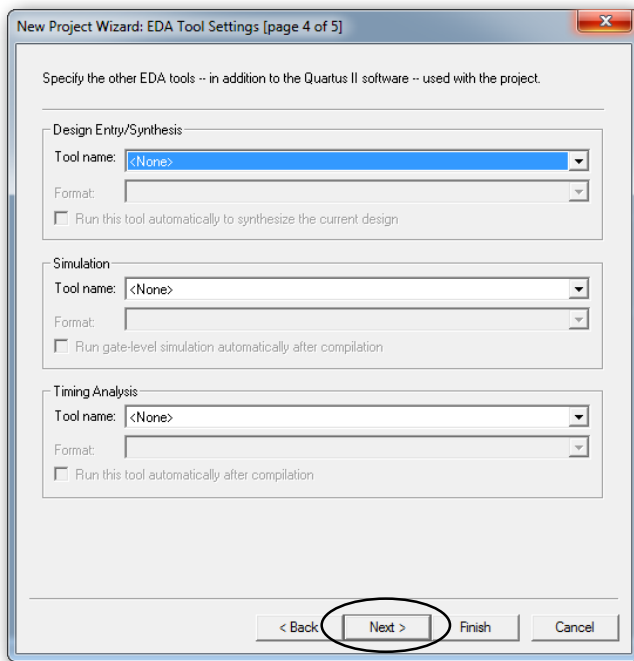 New Project Wizard: EDA Tool Settings [page 4 of 5]
Specify the other EDA tools -- in addition to the Quartus II software -- used with the project.
Design Entry/Synthesis
Tool name: <None>
Format:
Run this tool automatically to synthesize the current design
Simulation
Tool name: <None>
Format:
Run gate-level simulation automatically after compilation
Timing Analysis
Tool name: <None>
Format:
Run this tool automatically after compilation
< Back Next > Finish Cancel